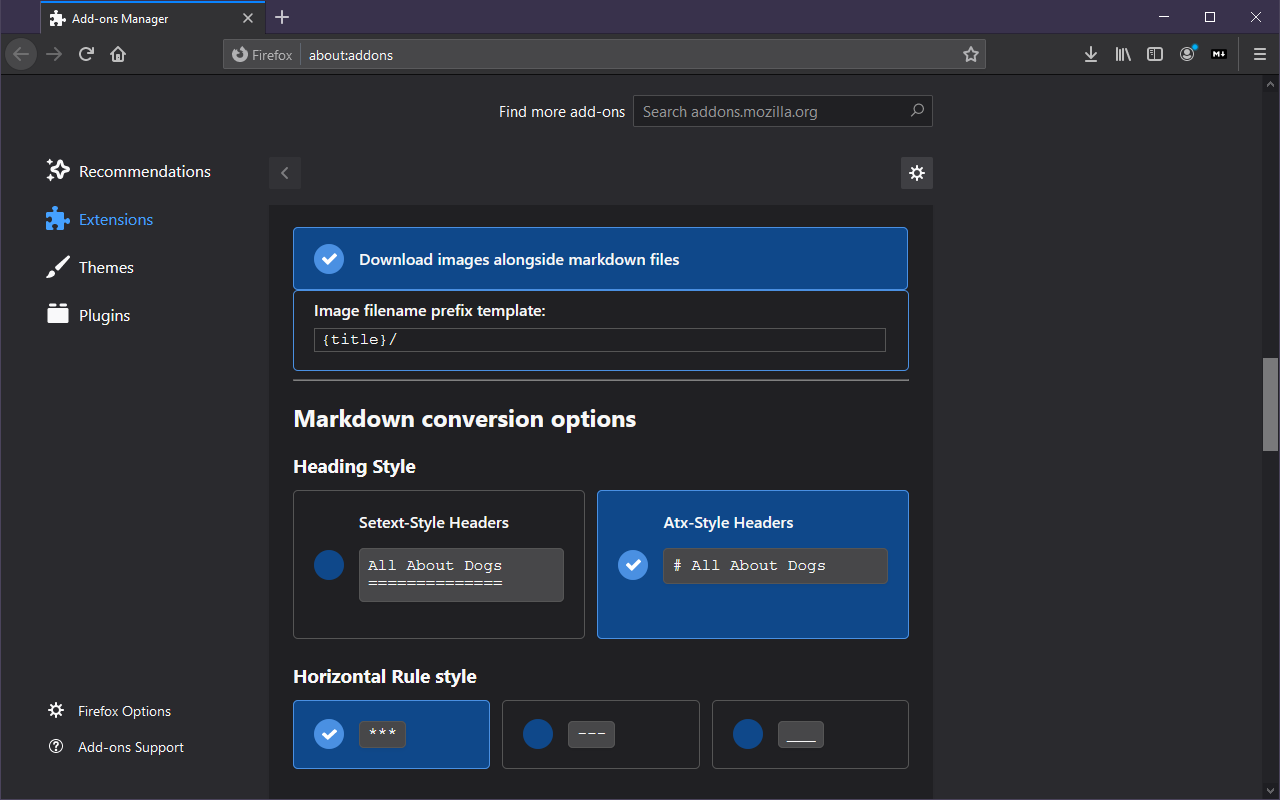 Add-ons Manager
Firefox
about:addons
M↓
Find more add-ons
Search addons.mozilla.org
Recommendations
Extensions
Themes
Plugins
Download images alongside markdown files
Image filename prefix template:
{title}/
Markdown conversion options
Heading Style
Setext-Style Headers
All About Dogs
==============
Atx-Style Headers
# All About Dogs
Horizontal Rule style
***
---
___
Firefox Options
Add-ons Support